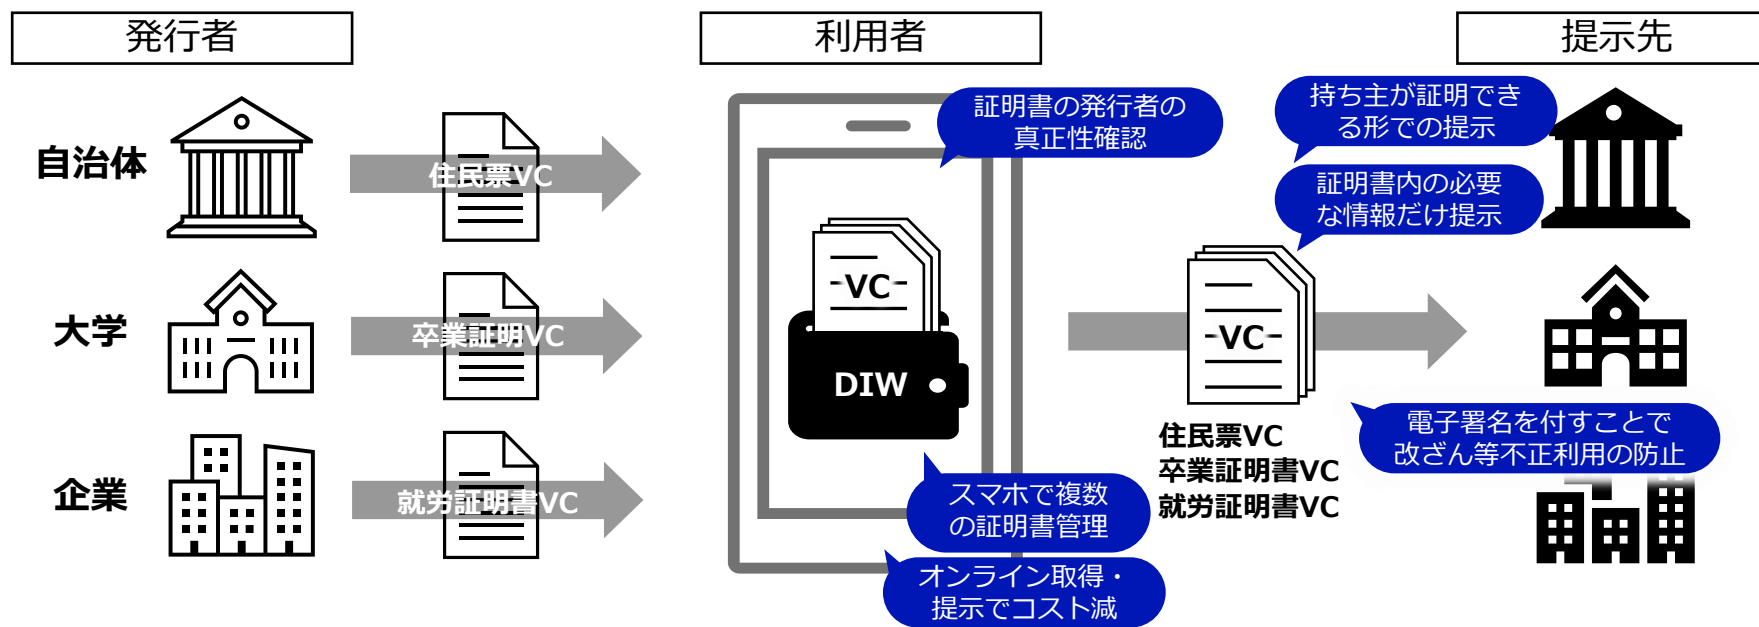 発行者
利用者
提示先
自治体
住民票VC
大学
卒業証明VC
企業
就労証明書VC
証明書の発行者の
真正性確認
VC
DIW
スマホで複数
の証明書管理
オンライン取得・
提示でコスト減
持ち主が証明でき
る形での提示
証明書内の必要
な情報だけ提示
VC
住民票VC
卒業証明書VC
就労証明書VC
電子署名を付すことで
改ざん等不正利用の防止